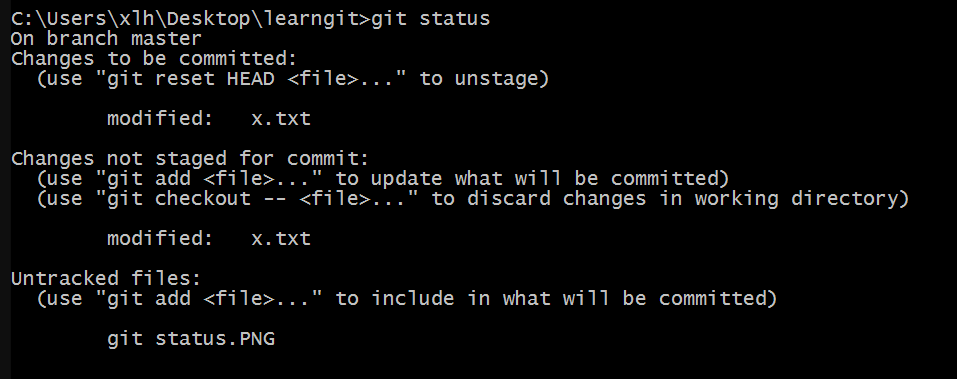 C:\Users\xlh\Desktop\learngit>git status
On branch master
Changes to be committed:
  (use "git reset HEAD <file>..." to unstage)
        modified:   x.txt
Changes not staged for commit:
  (use "git add <file>..." to update what will be committed)
  (use "git checkout -- <file>..." to discard changes in working directory)
        modified:   x.txt
Untracked files:
  (use "git add <file>..." to include in what will be committed)
        git status.PNG